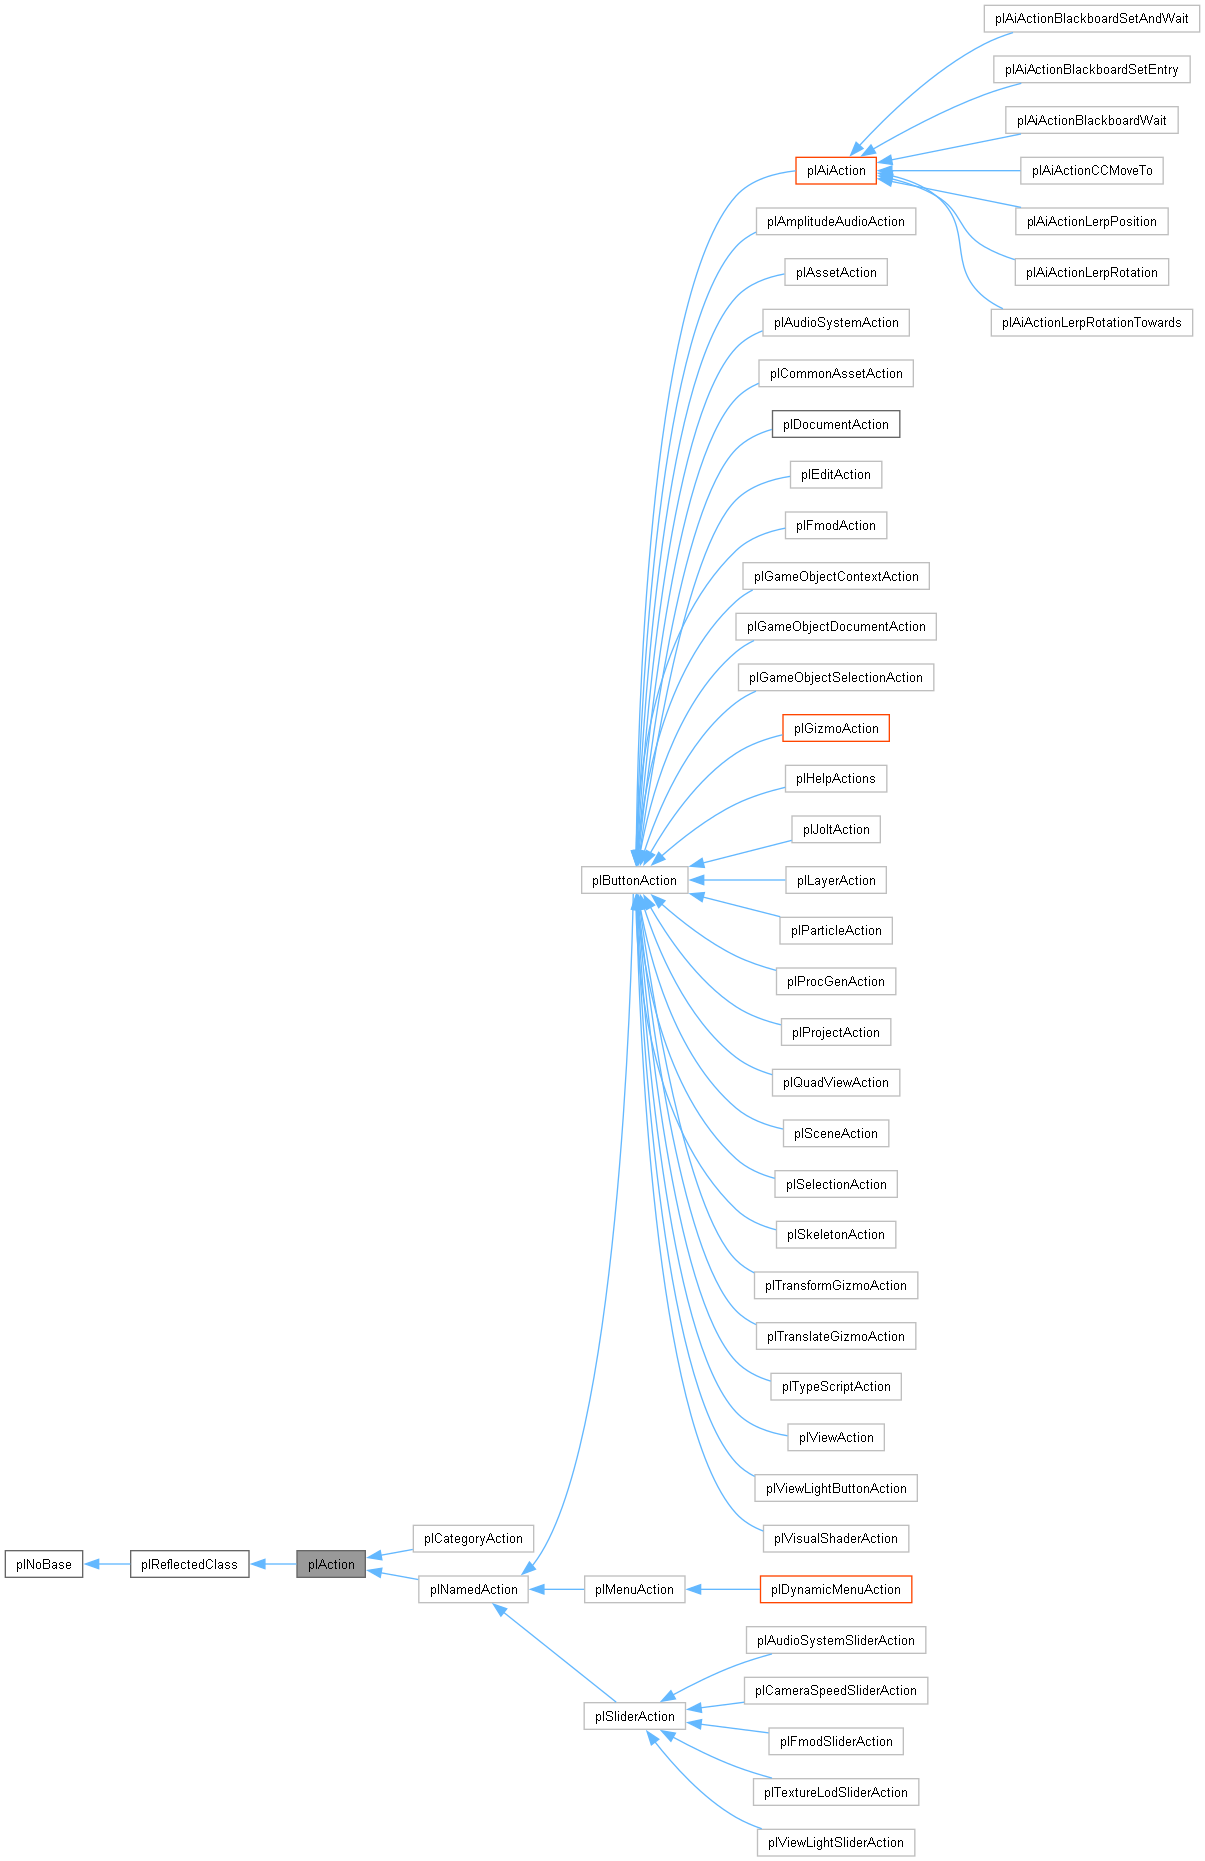 plAiActionBlackboardSetAndWait
plAiActionBlackboardSetEntry
plAiActionBlackboardWait
plAiAction
plAiActionCCMoveTo
plAmplitudeAudioAction
plAiActionLerpPosition
plAssetAction
plAiActionLerpRotation
plAudioSystemAction
plAiActionLerpRotationTowards
plCommonAssetAction
plDocumentAction
plEditAction
plFmodAction
plGameObjectContextAction
plGameObjectDocumentAction
plGameObjectSelectionAction
plGizmoAction
plHelpActions
plJoltAction
plButtonAction
plLayerAction
plParticleAction
plProcGenAction
plProjectAction
plQuadViewAction
plSceneAction
plSelectionAction
plSkeletonAction
plTransformGizmoAction
plTranslateGizmoAction
plTypeScriptAction
plViewAction
plViewLightButtonAction
plVisualShaderAction
plCategoryAction
plNoBase
plReflectedClass
plAction
plNamedAction
plMenuAction
plDynamicMenuAction
plAudioSystemSliderAction
plCameraSpeedSliderAction
plSliderAction
plFmodSliderAction
plTextureLodSliderAction
plViewLightSliderAction